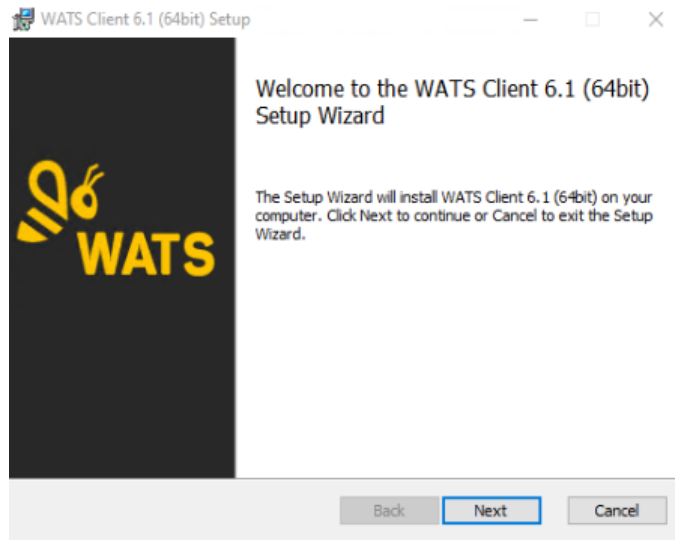 WATS Client 6.1 (64bit) Setup
Welcome to the WATS Client 6.1 (64bit)
Setup Wizard
The Setup Wizard will install WATS Client 6.1 (64bit) on your
computer. Click Next to continue or Cancel to exit the Setup
Wizard.
WATS
Back Next Cancel